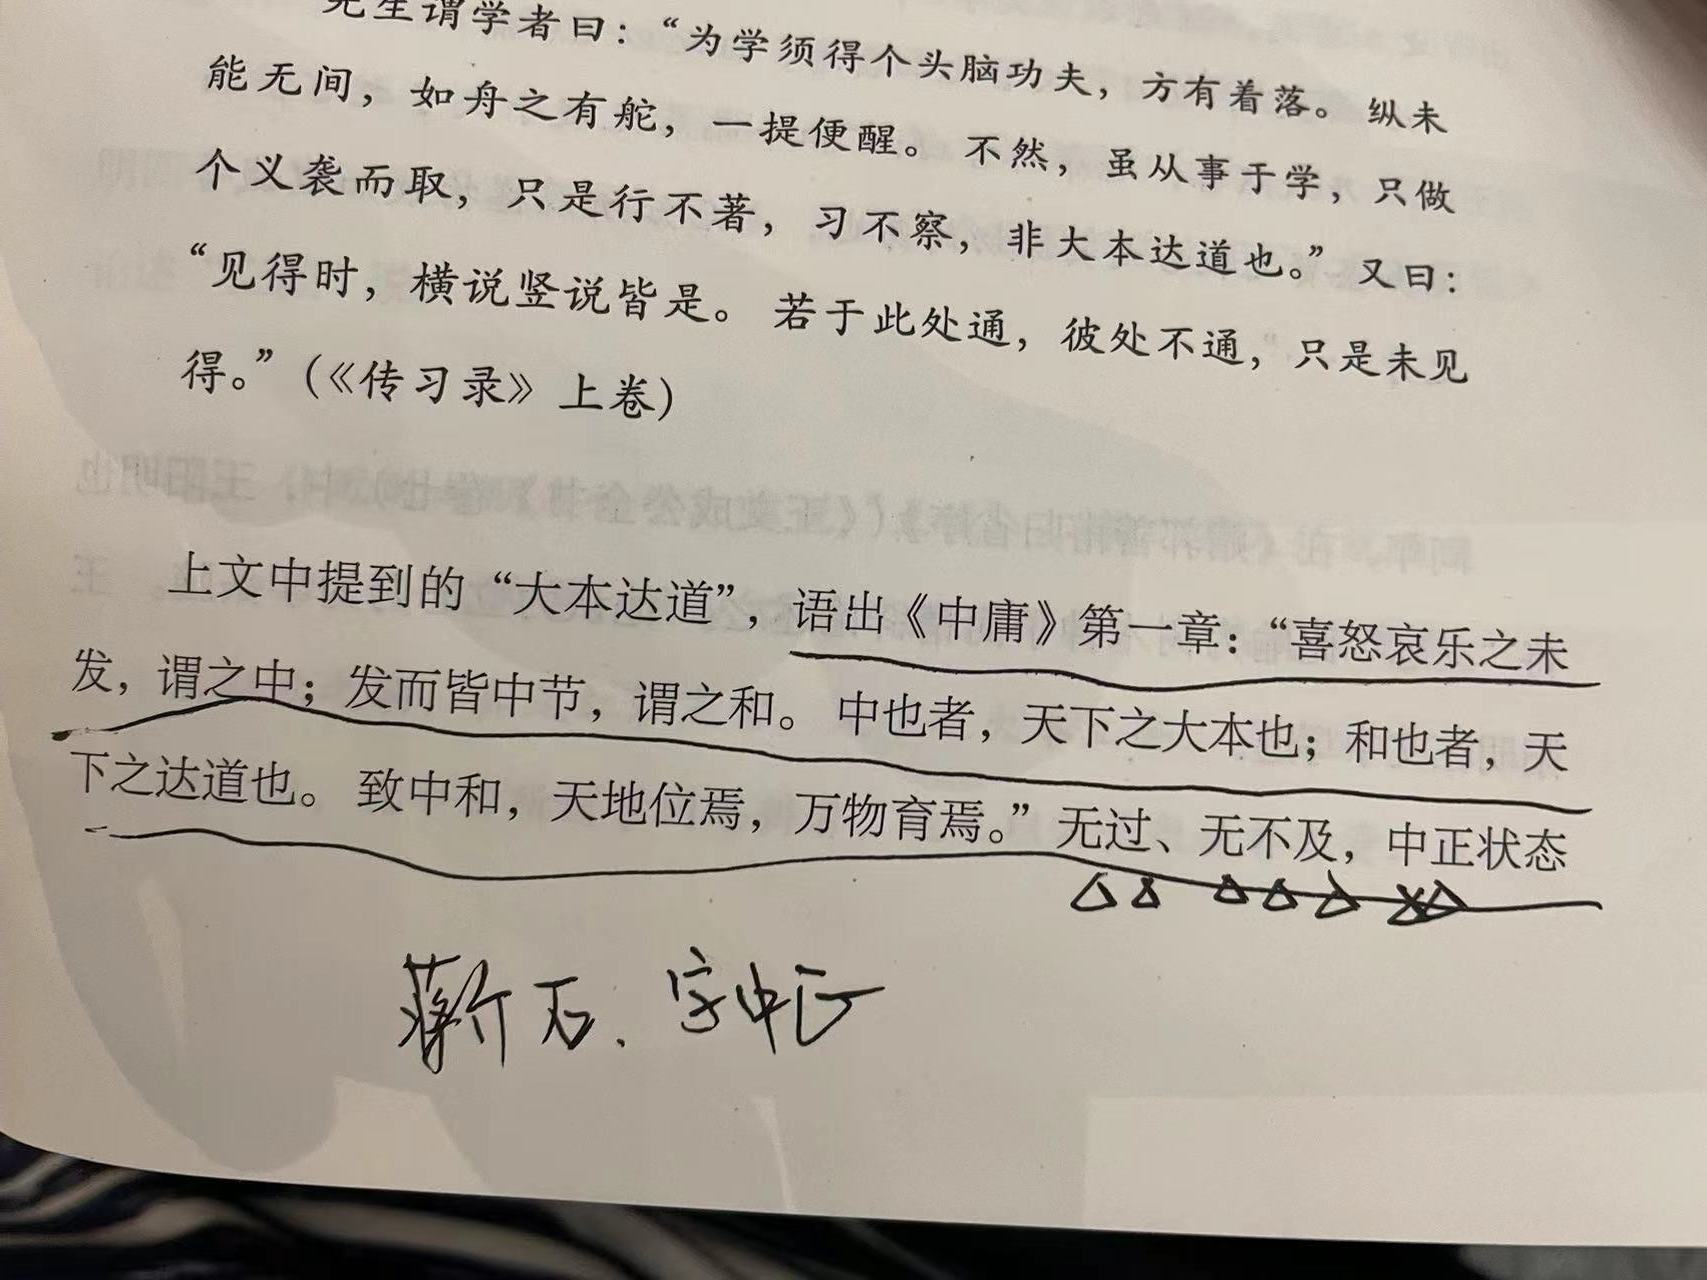 先生谓学者曰：“为学须得个头脑功夫，方有着落。纵未
能无间，如舟之有舵，一提便醒。不然，虽从事于学，只做
个义袭而取，只是行不著，习不察，非大本达道也。”又曰：
“见得时，横说竖说皆是。若于此处通，彼处不通，只是未见
得。”（《传习录》上卷）
上文中提到的“大本达道”，语出《中庸》第一章：“喜怒哀乐之未
发，谓之中；发而皆中节，谓之和。中也者，天下之大本也；和也者，天
下之达道也。致中和，天地位焉，万物育焉。”无过、无不及，中正状态
蒋介石.字中正